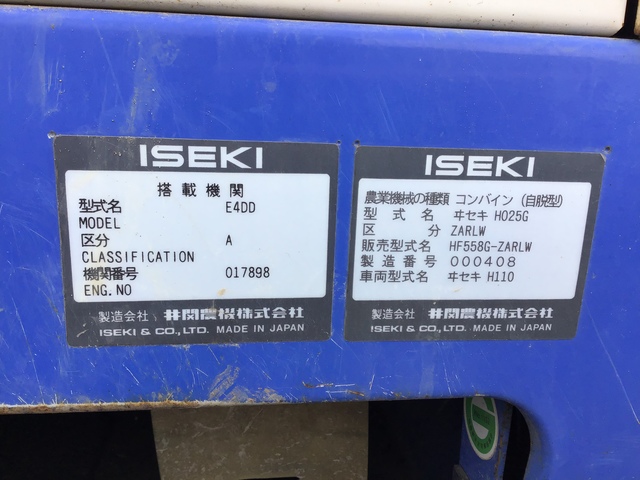 ISEKI
搭載機関
型式名 E4DD
MODEL
区分 A
CLASSIFICATION
機関番号 017898
ENG.NO
製造会社 井関農機株式会社
ISEKI & CO.,LTD. MADE IN JAPAN
ISEKI
農業機械の種類 コンバイン (自脱型)
型式名 ヰセキ HO25G
区分 ZARLW
販売型式名 HF558G-ZARLW
製造番号 000408
車両型式名 ヰセキ H110
製造会社 井関農機株式会社
ISEKI & CO.,LTD. MADE IN JAPAN